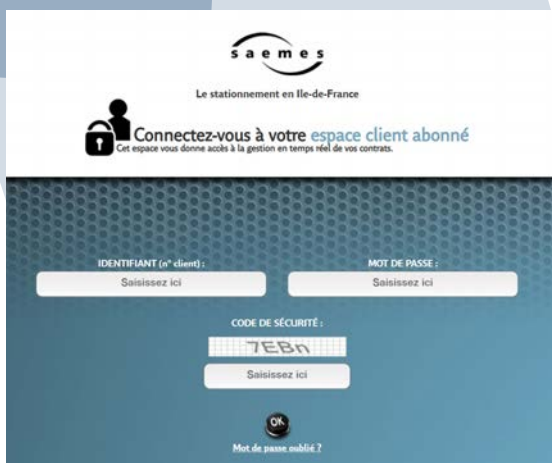 saemes
Le stationnement en Ile-de-France
Connectez-vous à votre espace client abonné
Cet espace vous donne accès à la gestion en temps réel de vos contrats.
IDENTIFIANT (n° client) :
MOT DE PASSE :
Saisissez ici
Saisissez ici
CODE DE SÉCURITÉ :
7EBn
Saisissez ici
OK
Mot de passe oublié ?